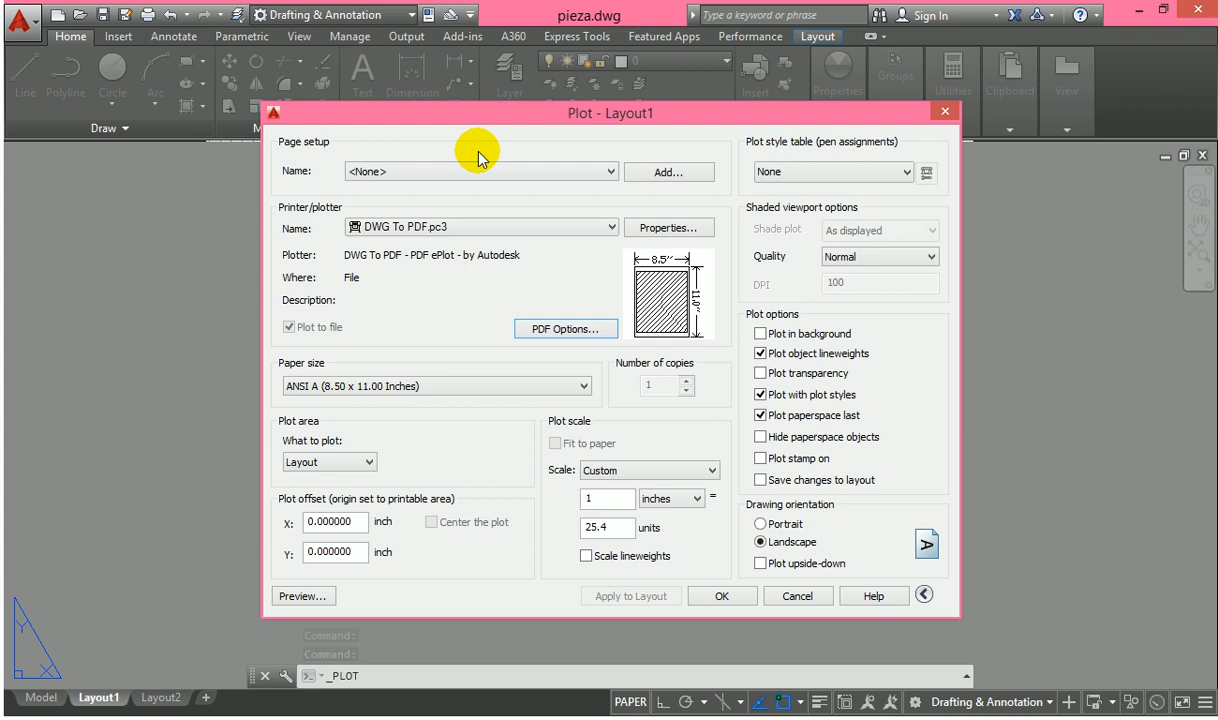 Drafting & Annotation
pieza.dwg
Type a keyword or phrase
Sign In
Home Insert Annotate Parametric View Manage Output Add-ins A360 Express Tools Featured Apps Performance Layout
0
Line Polyline Circle Arc Text Dimension Layer Insert Properties Groups Utilities Clipboard View
Draw
Plot - Layout1
Page setup
Name: <None> Add...
Plot style table (pen assignments)
None
Printer/plotter
Name: DWG To PDF.pc3 Properties...
Plotter: DWG To PDF - PDF ePlot - by Autodesk
Where: File
Description:
Plot to file
PDF Options...
8.5''
11.0''
Shaded viewport options
Shade plot As displayed
Quality Normal
DPI 100
Paper size
ANSI A (8.50 x 11.00 Inches)
Number of copies
1
Plot options
Plot in background
Plot object lineweights
Plot transparency
Plot with plot styles
Plot paperspace last
Hide paperspace objects
Plot stamp on
Save changes to layout
Plot area
What to plot:
Layout
Plot scale
Fit to paper
Scale: Custom
1 inches =
25.4 units
Scale lineweights
Plot offset (origin set to printable area)
X: 0.000000 inch Center the plot
Y: 0.000000 inch
Drawing orientation
Portrait
Landscape
Plot upside-down
A
Preview... Apply to Layout OK Cancel Help
Command:
Command:
Y
X
_PLOT
Model Layout1 Layout2 +
PAPER Drafting & Annotation